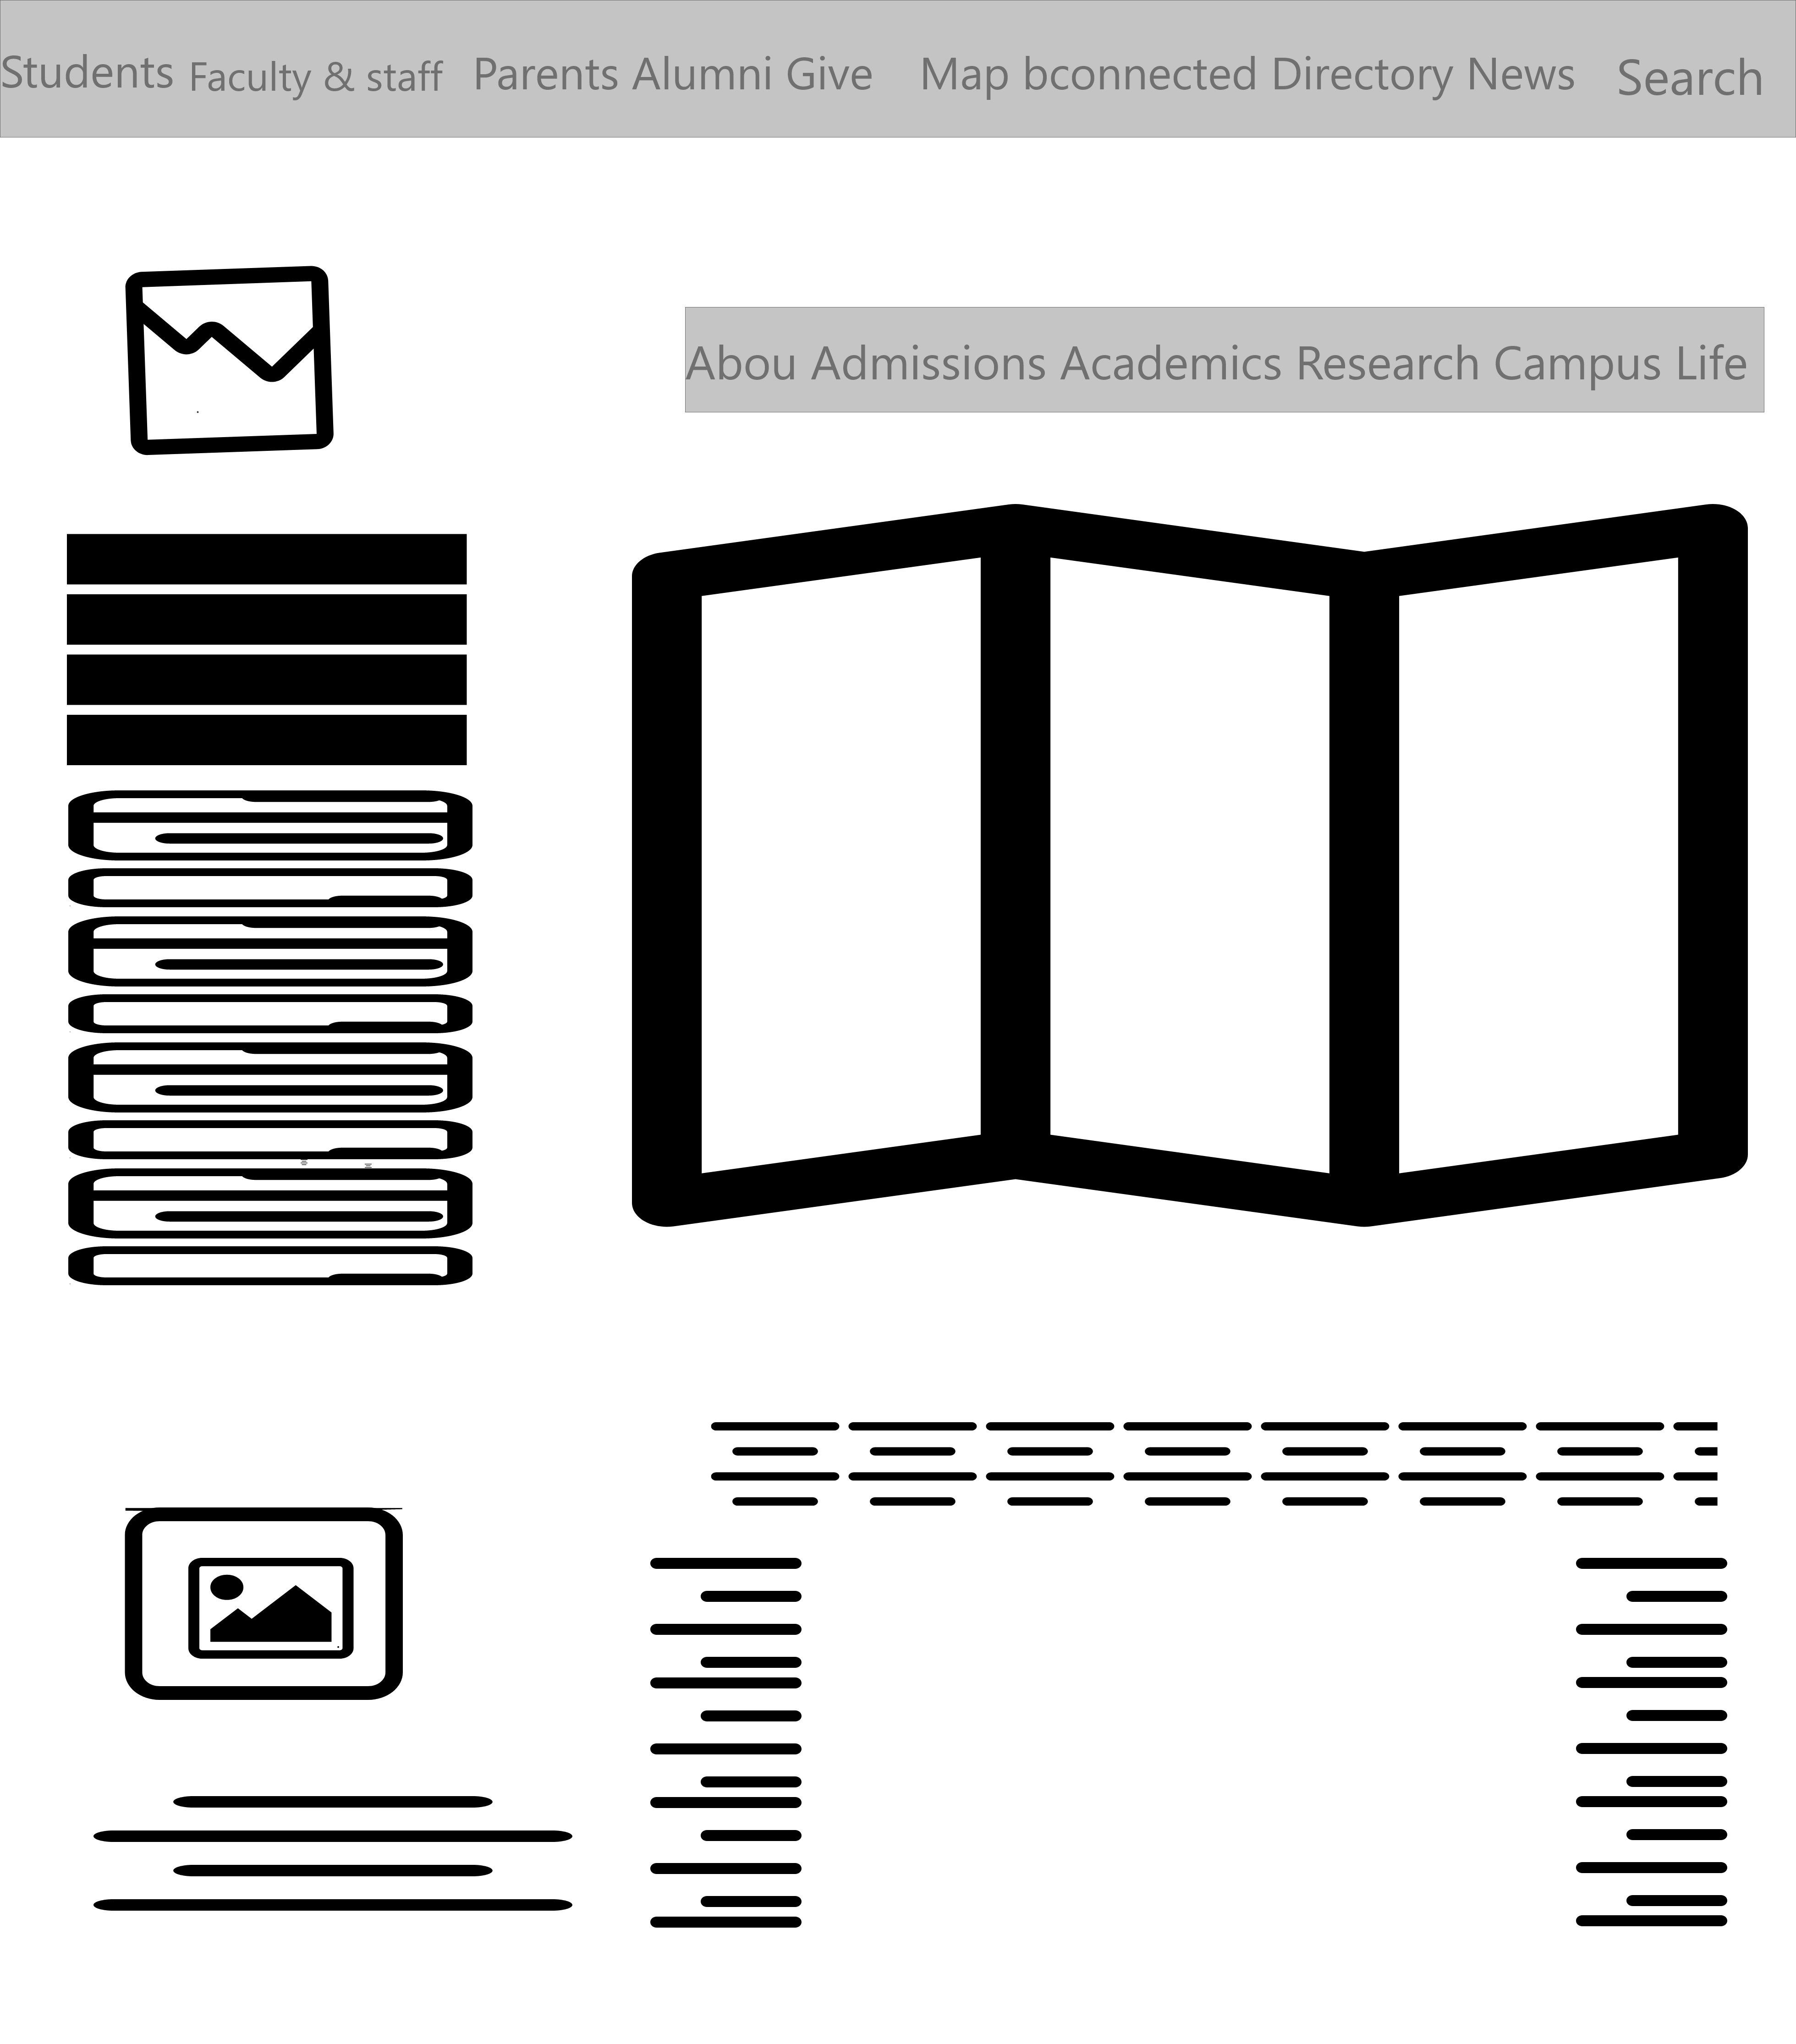 Students Faculty & staff Parents Alumni Give Map bconnected Directory News Search
Abou Admissions Academics Research Campus Life